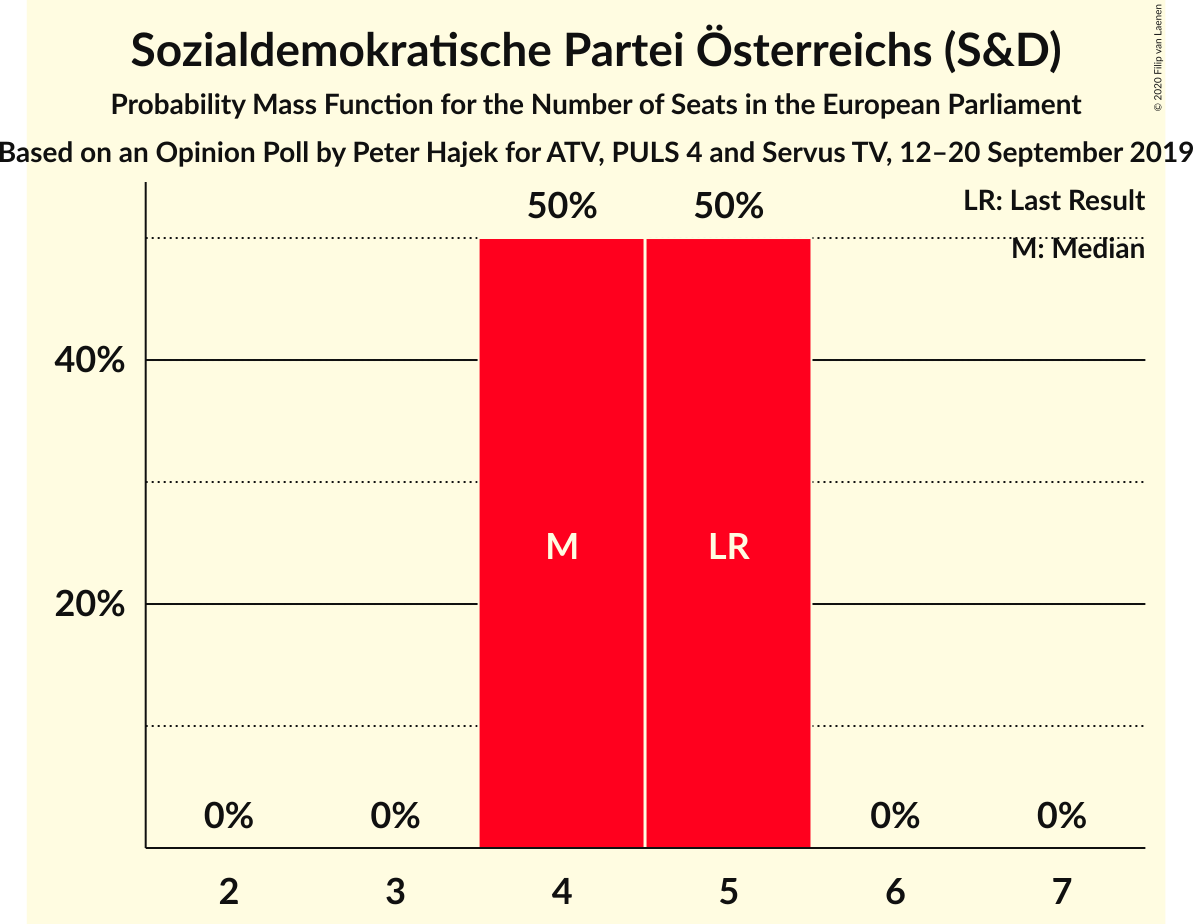 Sozialdemokratische Partei Österreichs (S&D)
Probability Mass Function for the Number of Seats in the European Parliament
Based on an Opinion Poll by Peter Hajek for ATV, PULS 4 and Servus TV, 12–20 September 2019
© 2020 Filip van Laenen
LR: Last Result
M: Median
50% 50%
40%
M LR
20%
0% 0% 0% 0%
2 3 4 5 6 7